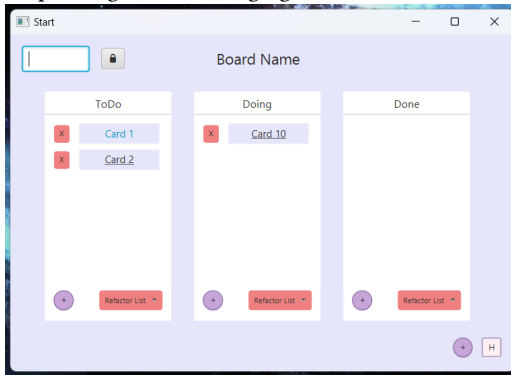 Start
Board Name
ToDo
Doing
Done
X Card 1
X Card 10
X Card 2
+ Refactor List
+ Refactor List
+ Refactor List
+ H